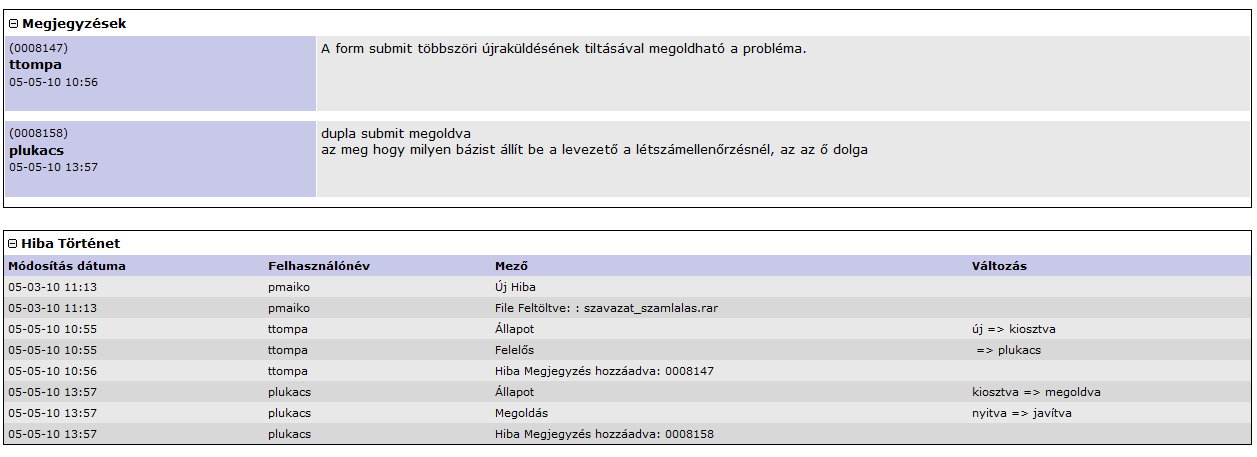 Megjegyzések
(0008147)
ttompa
05-05-10 10:56
A form submit többszöri újraküldésének tiltásával megoldható a probléma.
(0008158)
plukacs
05-05-10 13:57
dupla submit megoldva
az meg hogy milyen bázist állít be a levezető a létszámellenőrzésnél, az az ő dolga
Hiba Történet
Módosítás dátuma Felhasználónév Mező Változás
05-03-10 11:13 pmaiko Új Hiba
05-03-10 11:13 pmaiko File Feltöltve: : szavazat_szamlalas.rar
05-05-10 10:55 ttompa Állapot új => kiosztva
05-05-10 10:55 ttompa Felelős => plukacs
05-05-10 10:56 ttompa Hiba Megjegyzés hozzáadva: 0008147
05-05-10 13:57 plukacs Állapot kiosztva => megoldva
05-05-10 13:57 plukacs Megoldás nyitva => javítva
05-05-10 13:57 plukacs Hiba Megjegyzés hozzáadva: 0008158